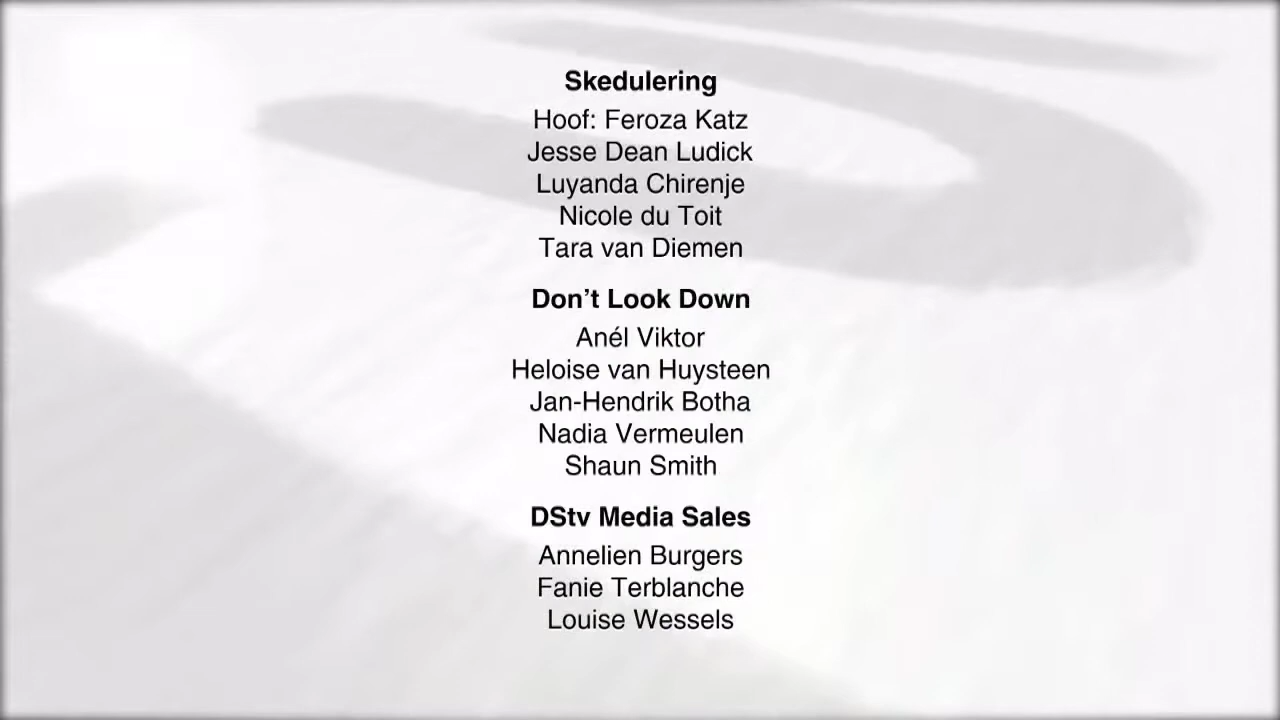 Skedulering
Hoof: Feroza Katz
Jesse Dean Ludick
Luyanda Chirenje
Nicole du Toit
Tara van Diemen
Don’t Look Down
Anél Viktor
Heloise van Huysteen
Jan-Hendrik Botha
Nadia Vermeulen
Shaun Smith
DStv Media Sales
Annelien Burgers
Fanie Terblanche
Louise Wessels